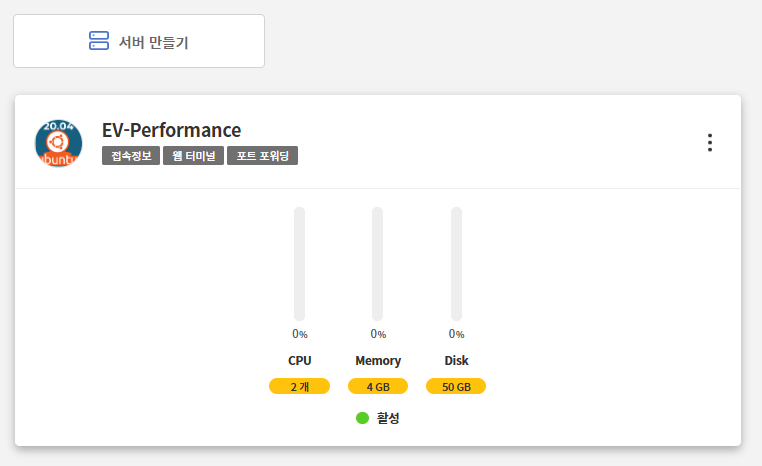 서버 만들기
20.04
ubuntu
EV-Performance
접속정보 웹 터미널 포트 포워딩
0% 0% 0%
CPU Memory Disk
2 개 4 GB 50 GB
활성